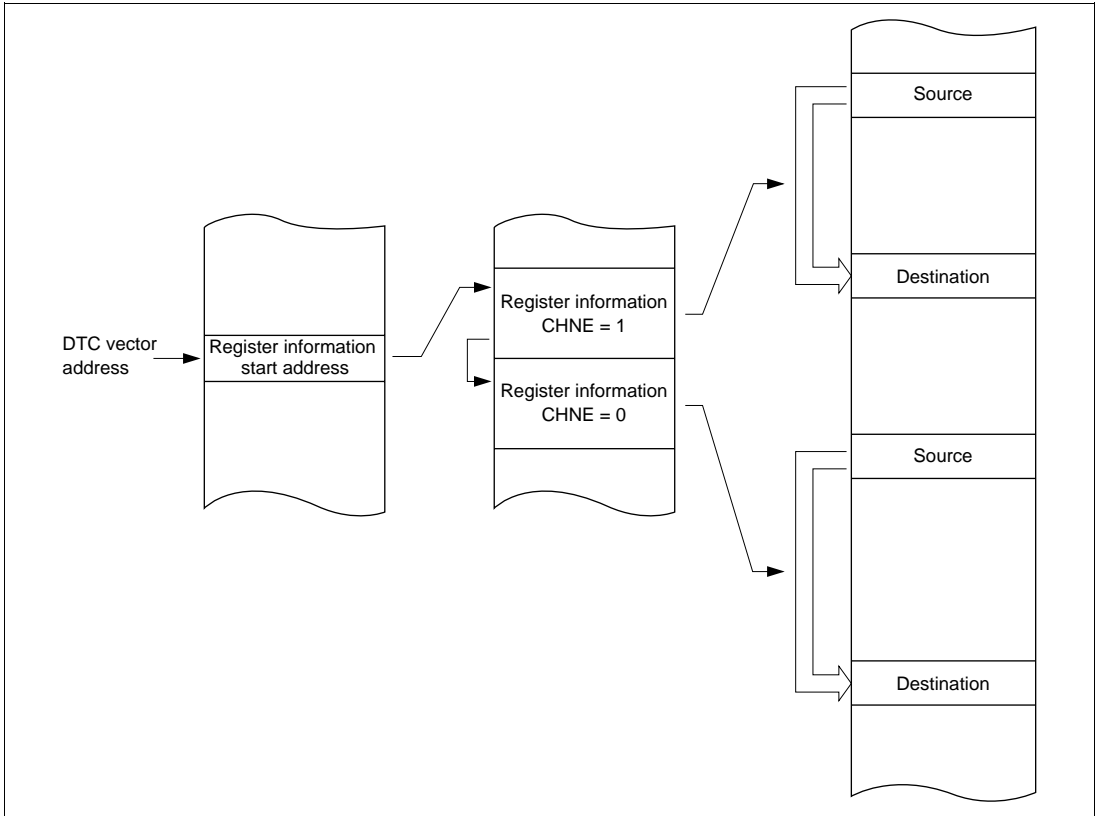 DTC vector
address
Register information
start address
Register information
CHNE = 1
Register information
CHNE = 0
Source
Destination
Source
Destination